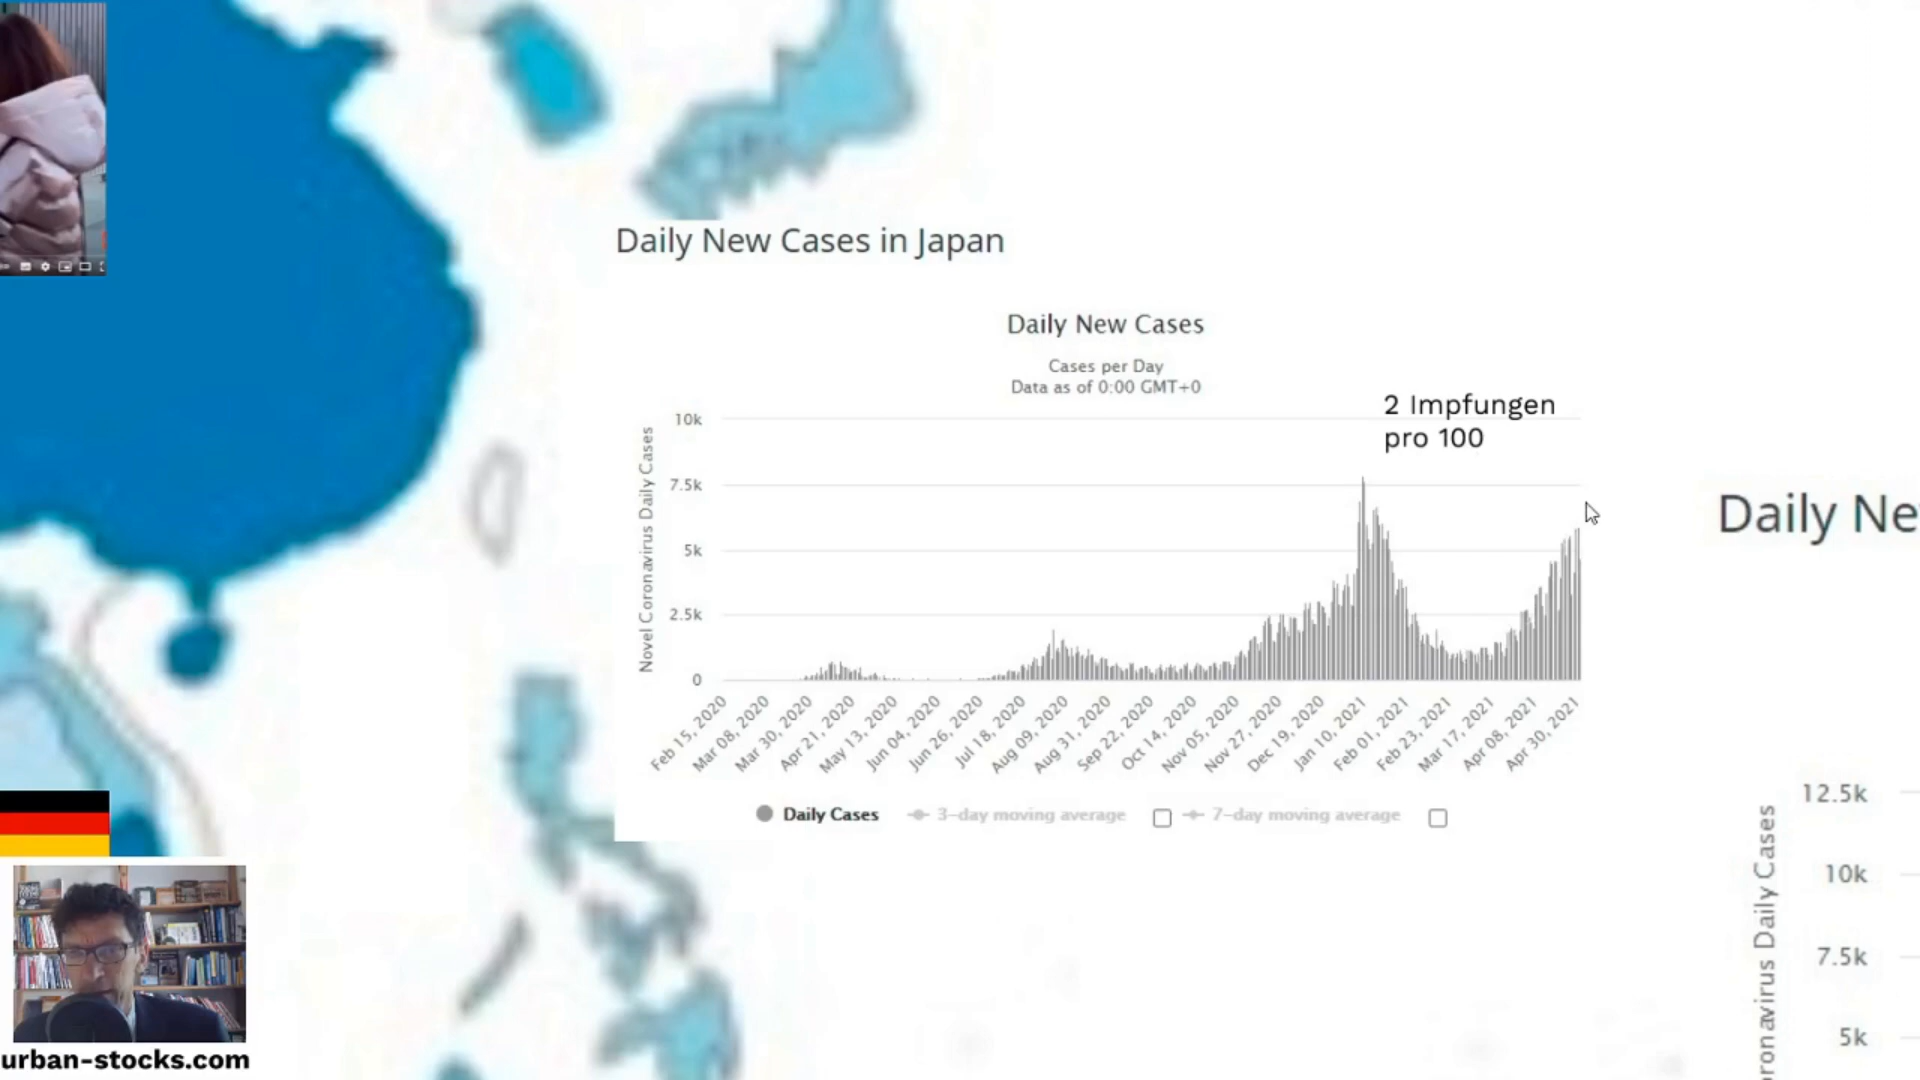 Daily New Cases in Japan
Daily New Cases
Cases per Day
Data as of 0:00 GMT+0
2 Impfungen
pro 100
Novel Coronavirus Daily Cases
10k
7.5k
5k
2.5k
0
Feb 15, 2020
Mar 08, 2020
Mar 30, 2020
Apr 21, 2020
May 13, 2020
Jun 04, 2020
Jun 26, 2020
Jul 18, 2020
Aug 09, 2020
Aug 31, 2020
Sep 22, 2020
Oct 14, 2020
Nov 05, 2020
Nov 27, 2020
Dec 19, 2020
Jan 10, 2021
Feb 01, 2021
Feb 23, 2021
Mar 17, 2021
Apr 08, 2021
Apr 30, 2021
Daily Cases
3-day moving average
7-day moving average
Daily Ne
oronavirus Daily Cases
12.5k
10k
7.5k
5k
urban-stocks.com